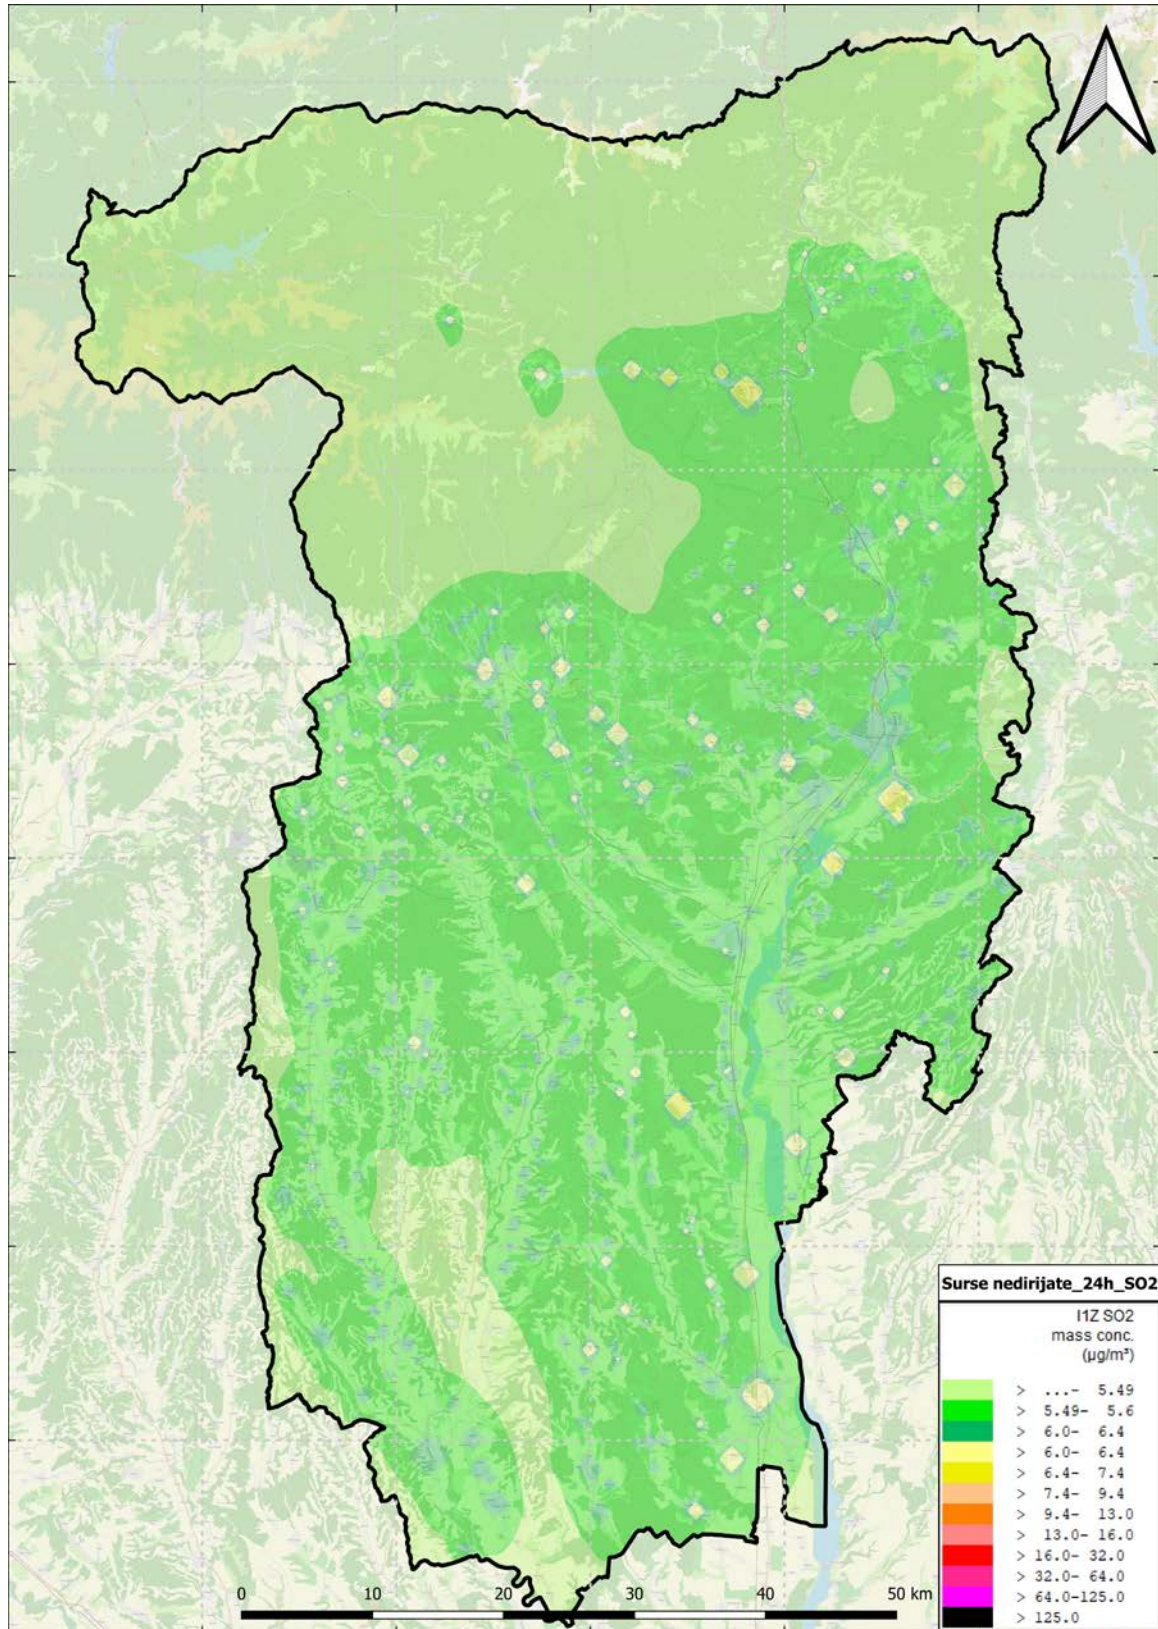 Surse nedirijate_24h_SO2
I1Z SO2
mass conc.
(µg/m³)
> ...- 5.49
> 5.49- 5.6
> 6.0- 6.4
> 6.0- 6.4
> 6.4- 7.4
> 7.4- 9.4
> 9.4- 13.0
> 13.0- 16.0
> 16.0- 32.0
> 32.0- 64.0
> 64.0-125.0
> 125.0
0 10 20 30 40 50 km